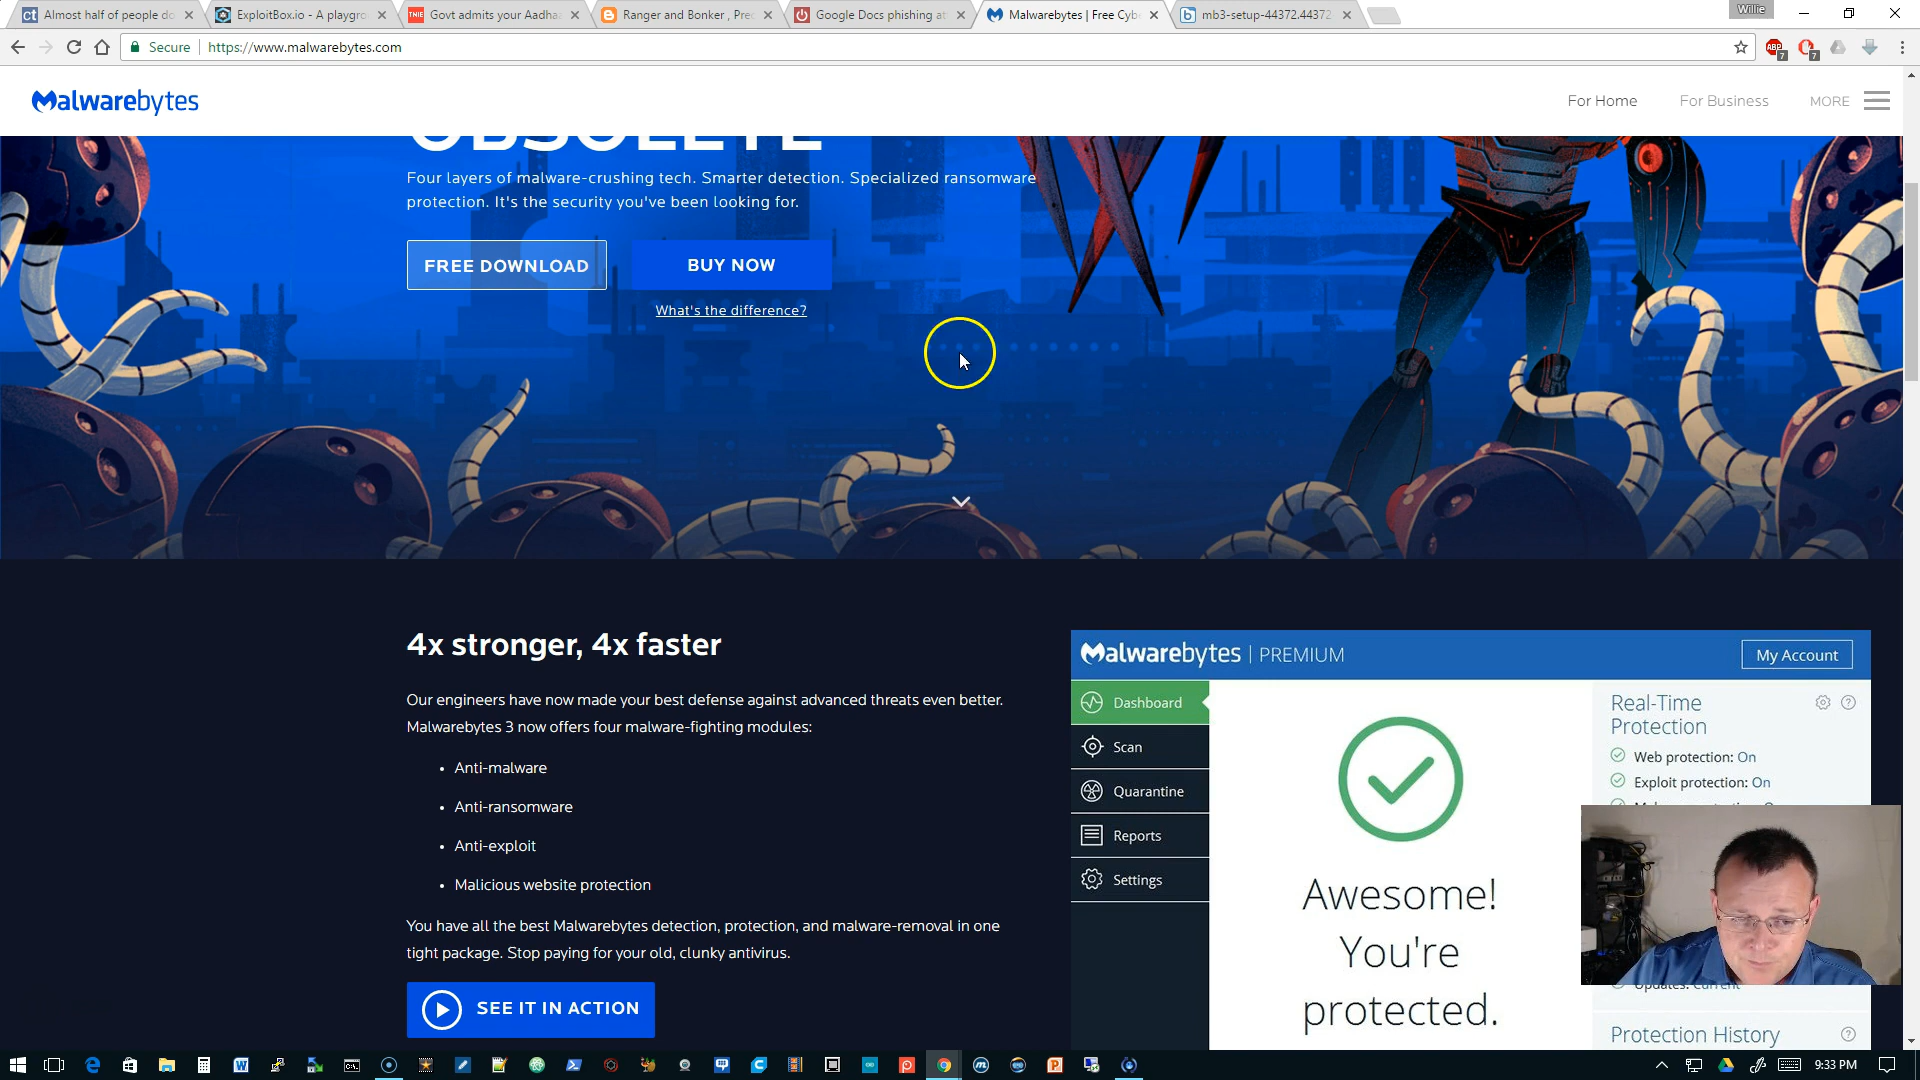 Almost half of people do
ExploitBox.io - A playgro
Govt admits your Aadha
Ranger and Bonker , Pre
Google Docs phishing at
Malwarebytes | Free Cyb
mb3-setup-44372.44372
Willie
Secure
https://www.malwarebytes.com
ABP
7
7
Malwarebytes
For Home
For Business
MORE
OBSOLETE
Four layers of malware-crushing tech. Smarter detection. Specialized ransomware
protection. It's the security you've been looking for.
FREE DOWNLOAD
BUY NOW
What's the difference?
4x stronger, 4x faster
Our engineers have now made your best defense against advanced threats even better.
Malwarebytes 3 now offers four malware-fighting modules:
• Anti-malware
• Anti-ransomware
• Anti-exploit
• Malicious website protection
You have all the best Malwarebytes detection, protection, and malware-removal in one
tight package. Stop paying for your old, clunky antivirus.
SEE IT IN ACTION
Malwarebytes | PREMIUM
My Account
Dashboard
Scan
Quarantine
Reports
Settings
Awesome!
You're
protected.
Real-Time
Protection
Web protection: On
Exploit protection: On
Updates: Current
Protection History
9:33 PM